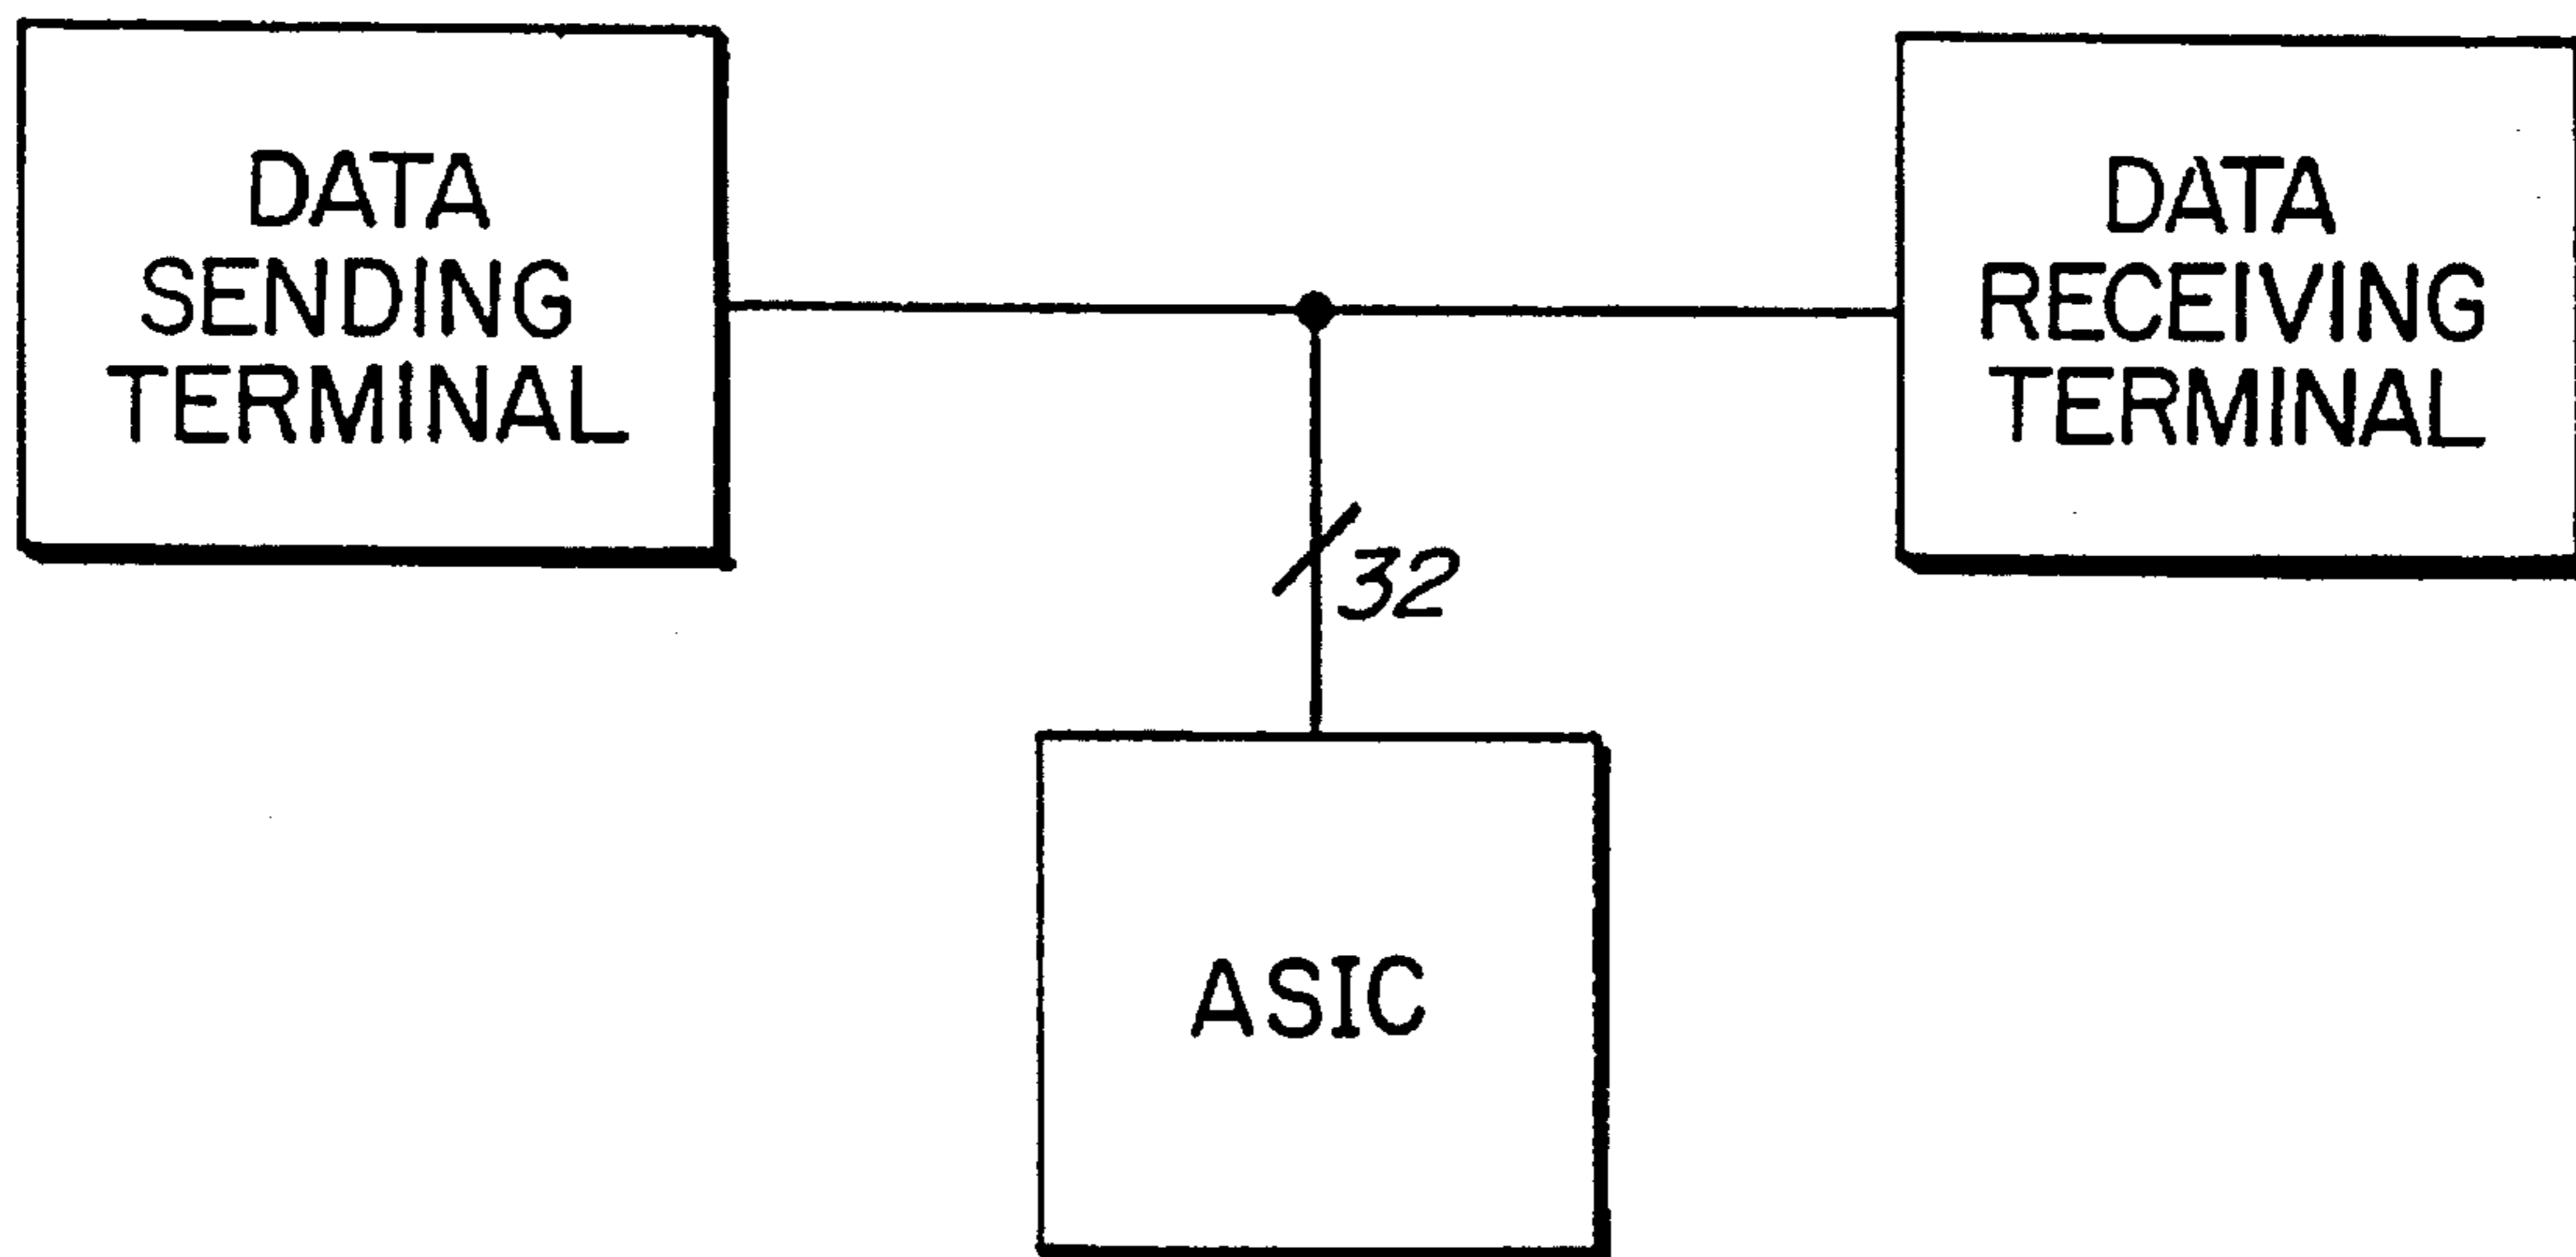 DATA
SENDING
TERMINAL
DATA
RECEIVING
TERMINAL
32
ASIC